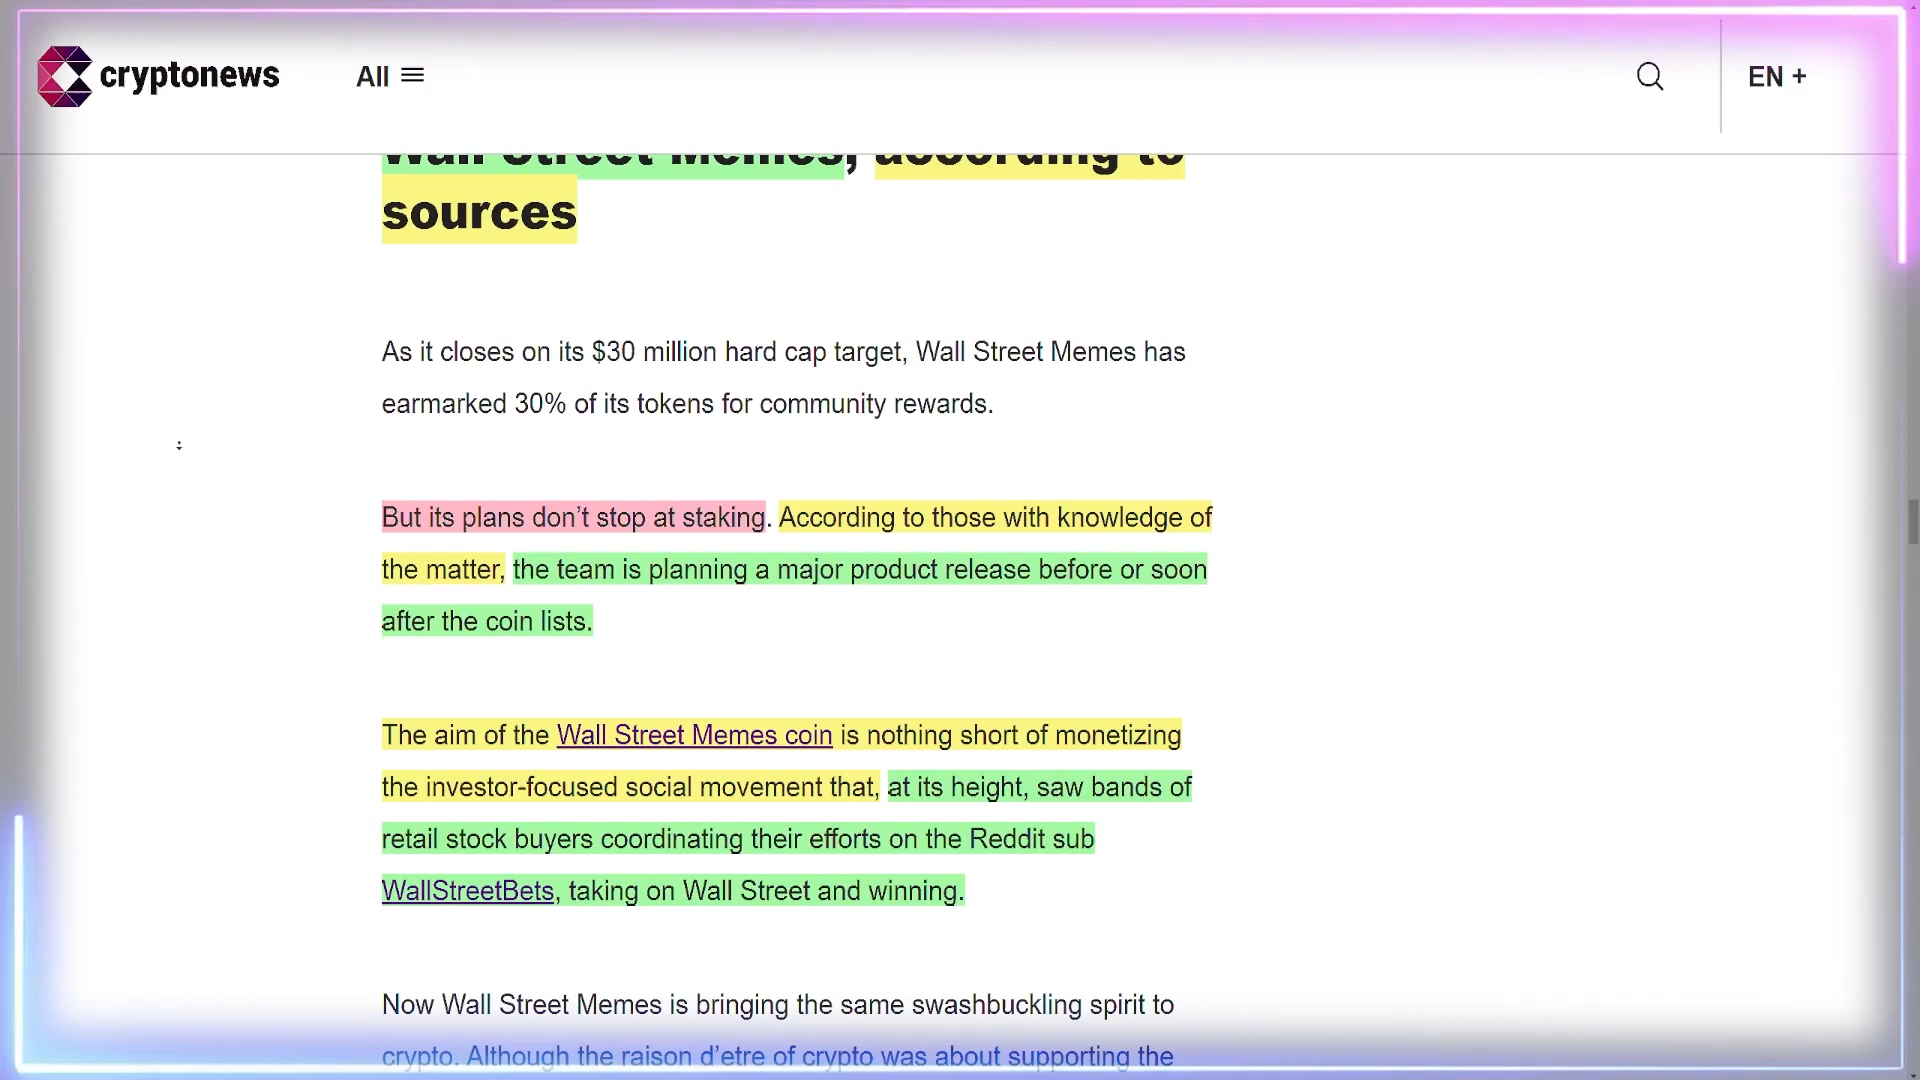 cryptonews
All
EN +
Wall Street Memes, according to
sources
As it closes on its $30 million hard cap target, Wall Street Memes has
earmarked 30% of its tokens for community rewards.
But its plans don’t stop at staking. According to those with knowledge of
the matter, the team is planning a major product release before or soon
after the coin lists.
The aim of the Wall Street Memes coin is nothing short of monetizing
the investor-focused social movement that, at its height, saw bands of
retail stock buyers coordinating their efforts on the Reddit sub
WallStreetBets, taking on Wall Street and winning.
Now Wall Street Memes is bringing the same swashbuckling spirit to
crypto. Although the raison d’etre of crypto was about supporting the